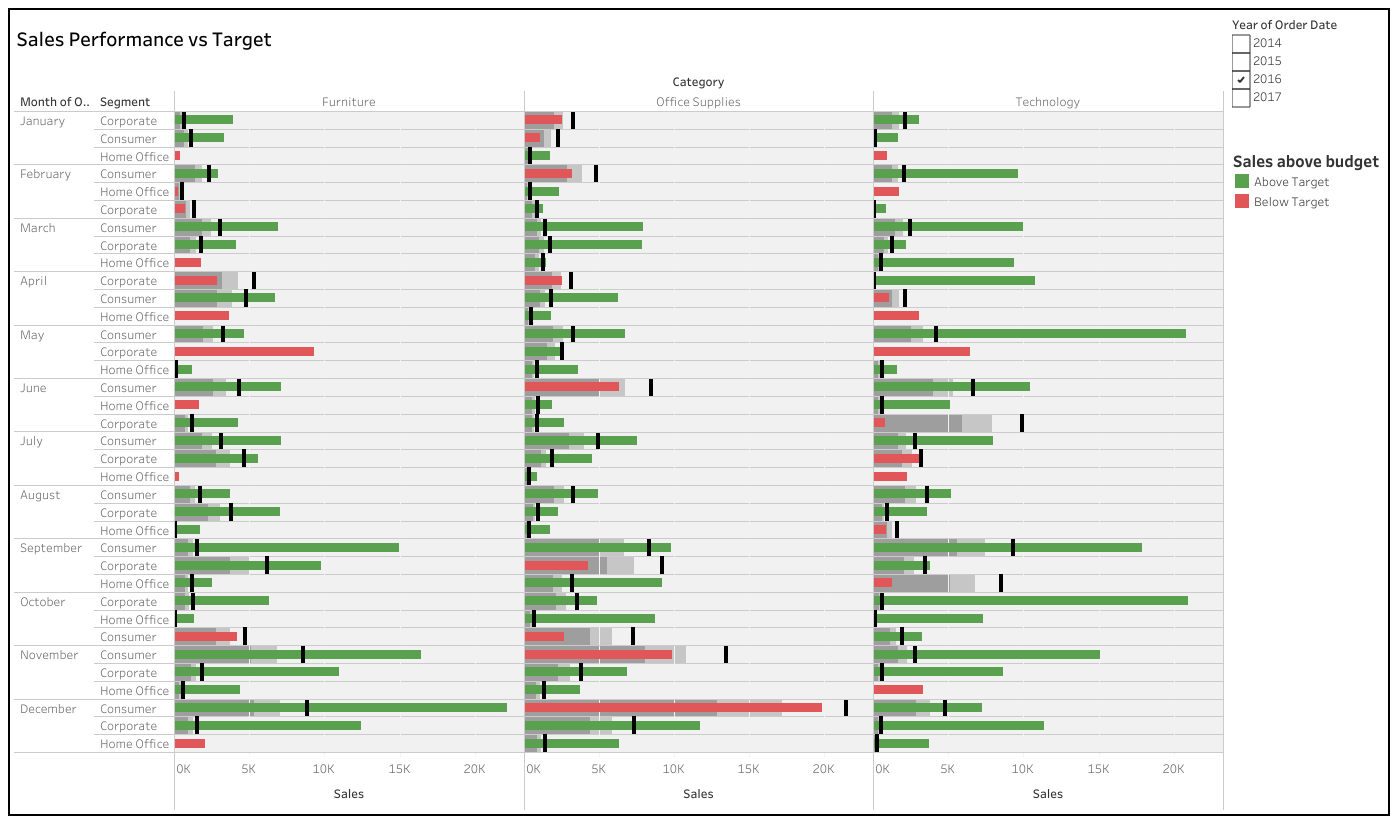 Sales Performance vs Target
Year of Order Date
2014
2015
2016
2017
Sales above budget
Above Target
Below Target
Category
Month of O.. Segment Furniture Office Supplies Technology
January Corporate
Consumer
Home Office
February Consumer
Home Office
Corporate
March Consumer
Corporate
Home Office
April Corporate
Consumer
Home Office
May Consumer
Corporate
Home Office
June Consumer
Home Office
Corporate
July Consumer
Corporate
Home Office
August Consumer
Corporate
Home Office
September Consumer
Corporate
Home Office
October Corporate
Home Office
Consumer
November Consumer
Corporate
Home Office
December Consumer
Corporate
Home Office
0K 5K 10K 15K 20K 0K 5K 10K 15K 20K 0K 5K 10K 15K 20K
Sales Sales Sales